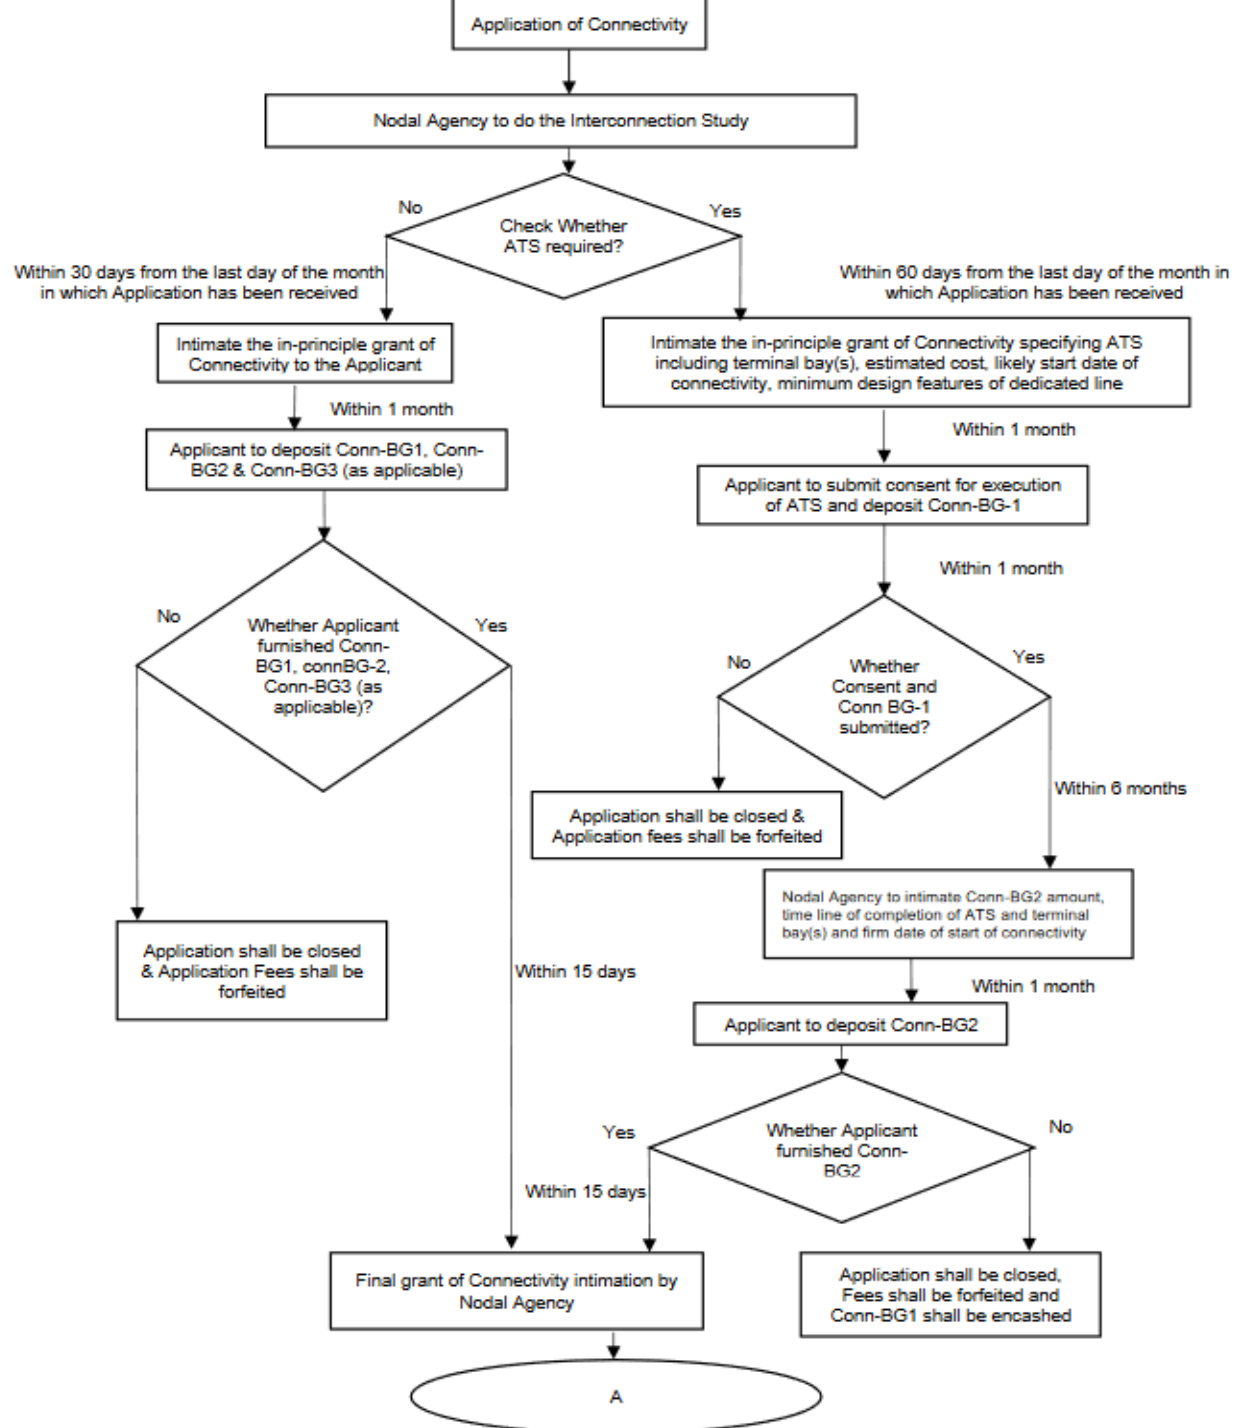 Application of Connectivity
Nodal Agency to do the Interconnection Study
No
Yes
Check Whether
ATS required?
Within 30 days from the last day of the month
in which Application has been received
Within 60 days from the last day of the month in
which Application has been received
Intimate the in-principle grant of
Connectivity to the Applicant
Intimate the in-principle grant of Connectivity specifying ATS
including terminal bay(s), estimated cost, likely start date of
connectivity, minimum design features of dedicated line
Within 1 month
Within 1 month
Applicant to deposit Conn-BG1, Conn-
BG2 & Conn-BG3 (as applicable)
Applicant to submit consent for execution
of ATS and deposit Conn-BG-1
Within 1 month
No
Yes
Whether Applicant
furnished Conn-
BG1, connBG-2,
Conn-BG3 (as
applicable)?
No
Yes
Whether
Consent and
Conn BG-1
submitted?
Within 6 months
Application shall be closed &
Application fees shall be forfeited
Nodal Agency to intimate Conn-BG2 amount,
time line of completion of ATS and terminal
bay(s) and firm date of start of connectivity
Application shall be closed
& Application Fees shall be
forfeited
Within 15 days
Within 1 month
Applicant to deposit Conn-BG2
Yes
No
Whether Applicant
furnished Conn-
BG2
Within 15 days
Final grant of Connectivity intimation by
Nodal Agency
Application shall be closed,
Fees shall be forfeited and
Conn-BG1 shall be encashed
A